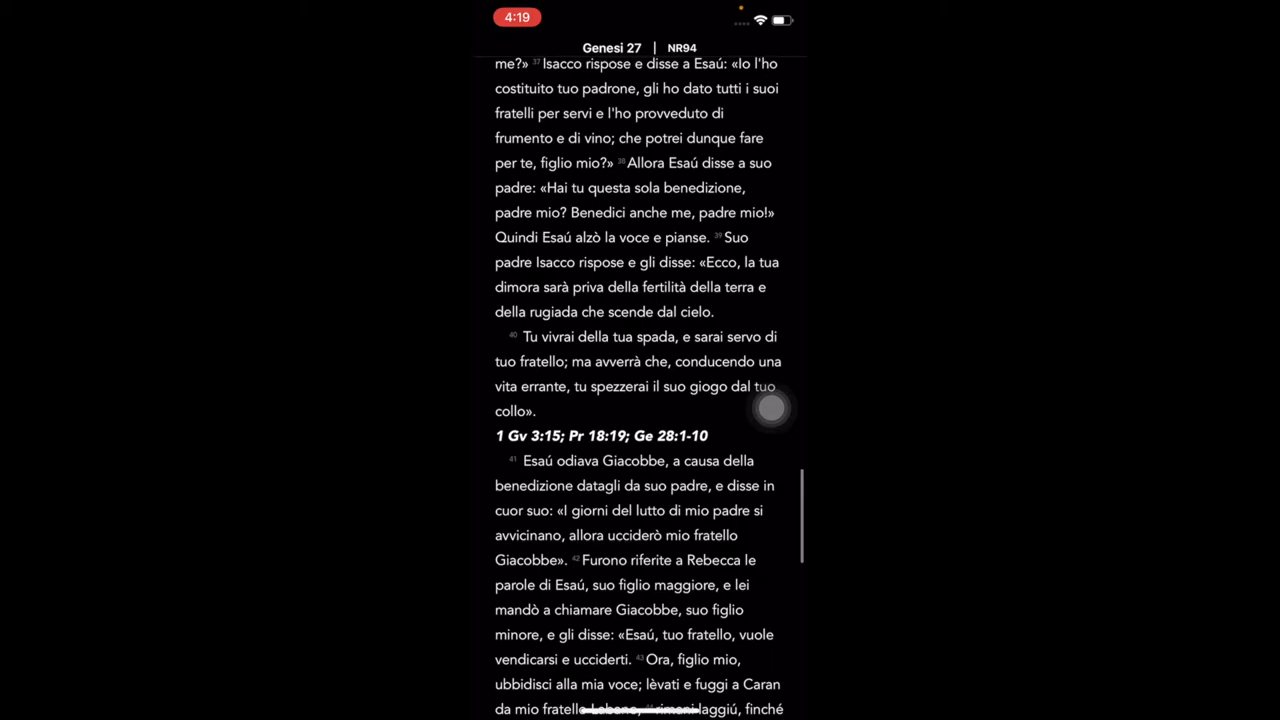 4:19
Genesi 27 | NR94
me?» 37 Isacco rispose e disse a Esaú: «Io l'ho
costituito tuo padrone, gli ho dato tutti i suoi
fratelli per servi e l'ho provveduto di
frumento e di vino; che potrei dunque fare
per te, figlio mio?» 38 Allora Esaú disse a suo
padre: «Hai tu questa sola benedizione,
padre mio? Benedici anche me, padre mio!»
Quindi Esaú alzò la voce e pianse. 39 Suo
padre Isacco rispose e gli disse: «Ecco, la tua
dimora sarà priva della fertilità della terra e
della rugiada che scende dal cielo.
40 Tu vivrai della tua spada, e sarai servo di
tuo fratello; ma avverrà che, conducendo una
vita errante, tu spezzerai il suo giogo dal tuo
collo».
1 Gv 3:15; Pr 18:19; Ge 28:1-10
41 Esaú odiava Giacobbe, a causa della
benedizione datagli da suo padre, e disse in
cuor suo: «I giorni del lutto di mio padre si
avvicinano, allora ucciderò mio fratello
Giacobbe». 42 Furono riferite a Rebecca le
parole di Esaú, suo figlio maggiore, e lei
mandò a chiamare Giacobbe, suo figlio
minore, e gli disse: «Esaú, tuo fratello, vuole
vendicarsi e ucciderti. 43 Ora, figlio mio,
ubbidisci alla mia voce; lèvati e fuggi a Caran
da mio fratello Labano, 44 rimani laggiú, finché